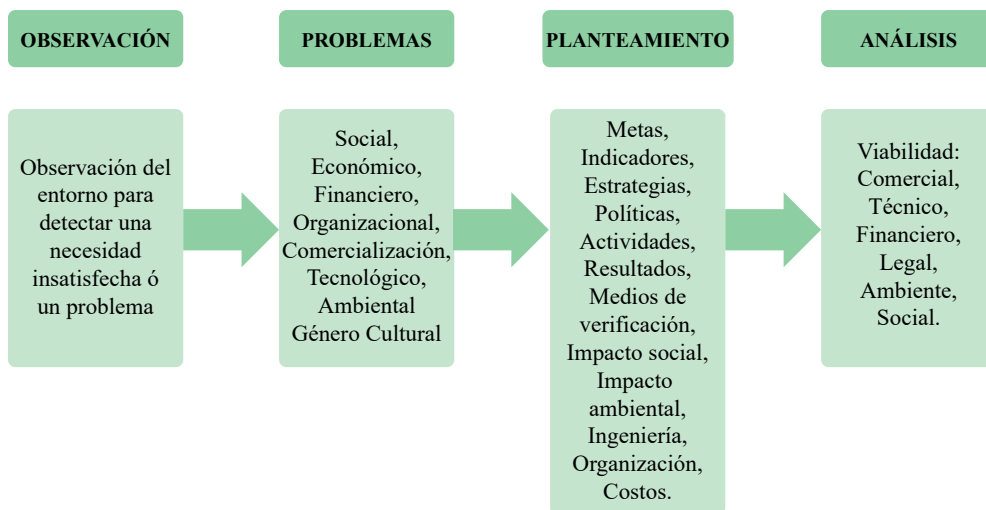 OBSERVACIÓN
PROBLEMAS
PLANTEAMIENTO
ANÁLISIS
Observación del
entorno para
detectar una
necesidad
insatisfecha ó
un problema
Social,
Económico,
Financiero,
Organizacional,
Comercialización,
Tecnológico,
Ambiental
Género Cultural
Metas,
Indicadores,
Estrategias,
Políticas,
Actividades,
Resultados,
Medios de
verificación,
Impacto social,
Impacto
ambiental,
Ingeniería,
Organización,
Costos.
Viabilidad:
Comercial,
Técnico,
Financiero,
Legal,
Ambiente,
Social.